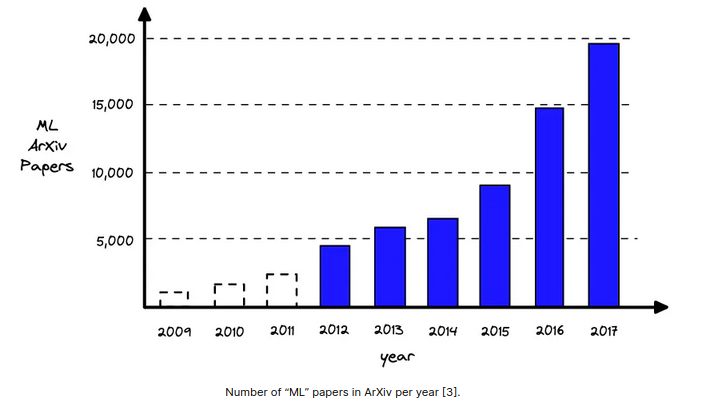 20,000
15,000
ML
ArXiv
Papers
10,000
5,000
2009 2010 2011 2012 2013 2014 2015 2016 2017
year
Number of “ML” papers in ArXiv per year [3].